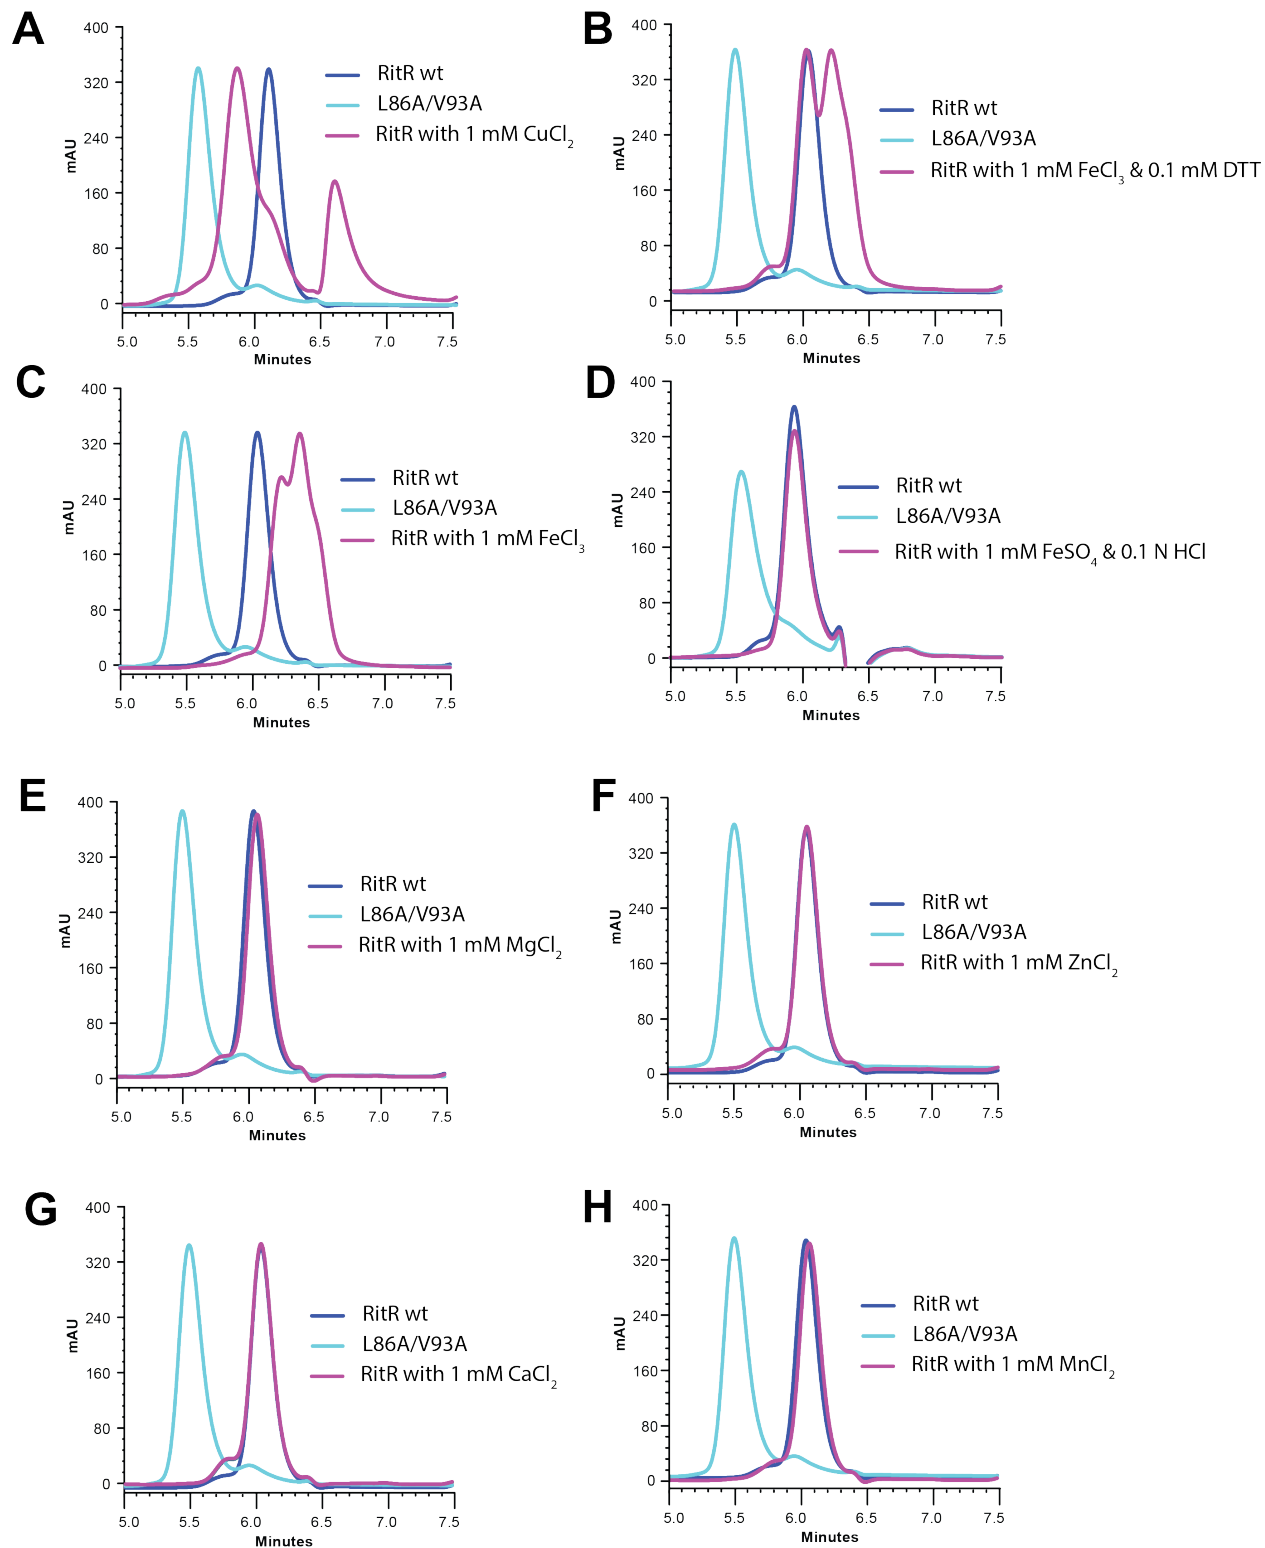 A
400
320
240
160
80
0
mAU
5.0 5.5 6.0 6.5 7.0 7.5
Minutes
RitR wt
L86A/V93A
RitR with 1 mM CuCl2
B
400
320
240
160
80
0
mAU
5.0 5.5 6.0 6.5 7.0 7.5
Minutes
RitR wt
L86A/V93A
RitR with 1 mM FeCl3 & 0.1 mM DTT
C
400
320
240
160
80
0
mAU
5.0 5.5 6.0 6.5 7.0 7.5
Minutes
RitR wt
L86A/V93A
RitR with 1 mM FeCl3
D
400
320
240
160
80
0
mAU
5.0 5.5 6.0 6.5 7.0 7.5
Minutes
RitR wt
L86A/V93A
RitR with 1 mM FeSO4 & 0.1 N HCl
E
400
320
240
160
80
0
mAU
5.0 5.5 6.0 6.5 7.0 7.5
Minutes
RitR wt
L86A/V93A
RitR with 1 mM MgCl2
F
400
320
240
160
80
0
mAU
5.0 5.5 6.0 6.5 7.0 7.5
Minutes
RitR wt
L86A/V93A
RitR with 1 mM ZnCl2
G
400
320
240
160
80
0
mAU
5.0 5.5 6.0 6.5 7.0 7.5
Minutes
RitR wt
L86A/V93A
RitR with 1 mM CaCl2
H
400
320
240
160
80
0
mAU
5.0 5.5 6.0 6.5 7.0 7.5
Minutes
RitR wt
L86A/V93A
RitR with 1 mM MnCl2